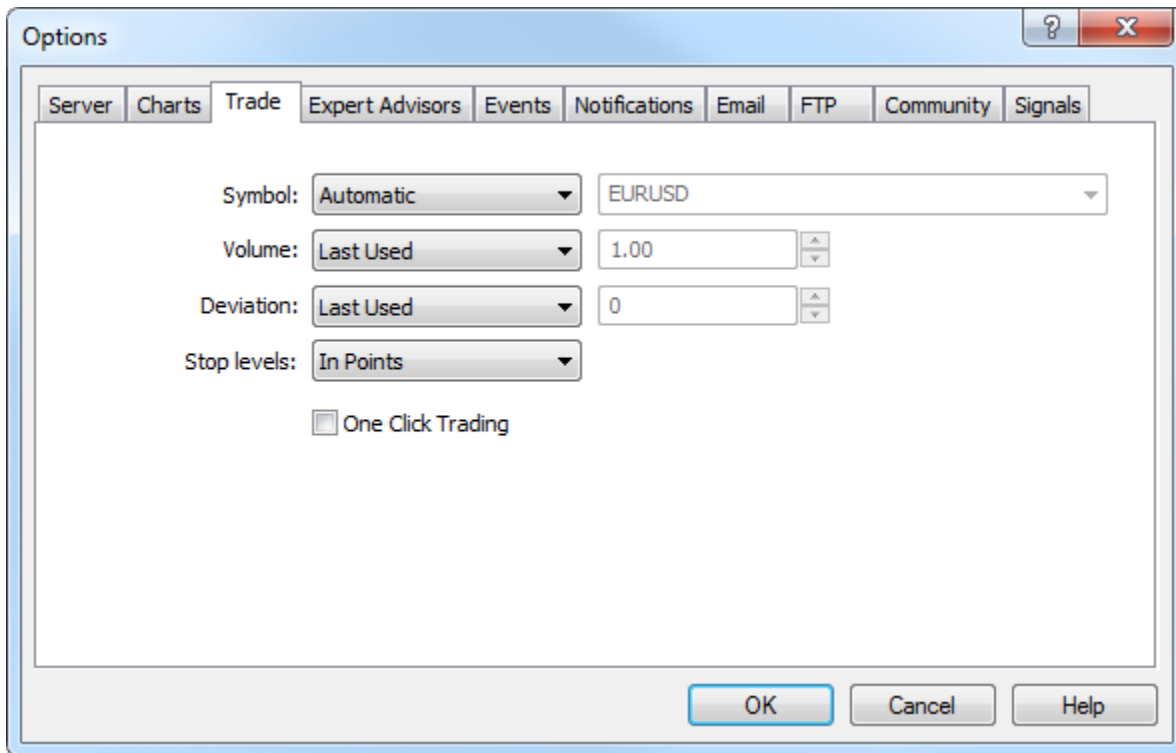 Options
Server Charts Trade Expert Advisors Events Notifications Email FTP Community Signals
Symbol: Automatic EURUSD
Volume: Last Used 1.00
Deviation: Last Used 0
Stop levels: In Points
One Click Trading
OK Cancel Help